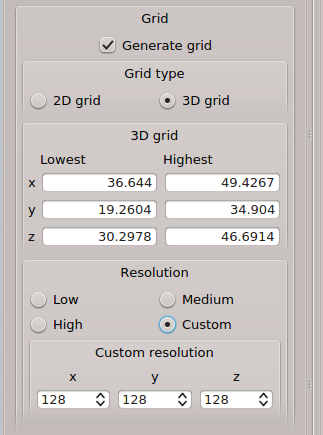 Grid
Generate grid
Grid type
2D grid 3D grid
3D grid
Lowest Highest
x 36.644 49.4267
y 19.2604 34.904
z 30.2978 46.6914
Resolution
Low Medium
High Custom
Custom resolution
x y z
128 128 128